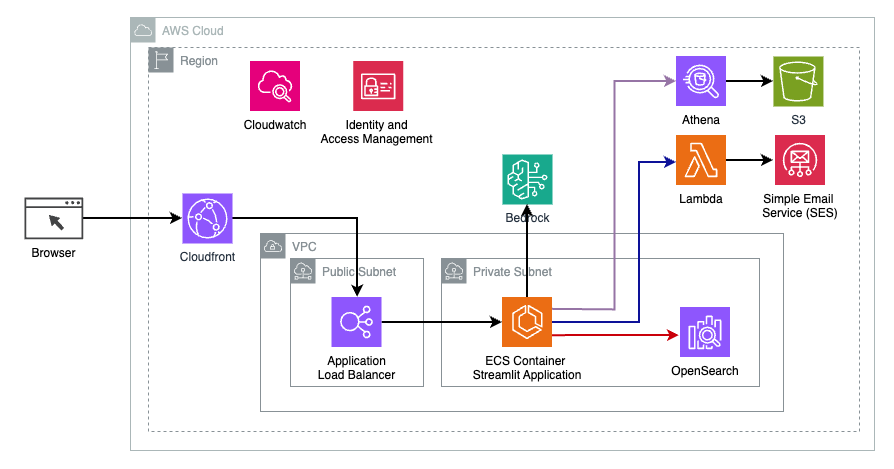 AWS Cloud
Region
Cloudwatch
Identity and
Access Management
Athena
S3
Bedrock
Lambda
Simple Email
Service (SES)
Browser
Cloudfront
VPC
Public Subnet
Private Subnet
Application
Load Balancer
ECS Container
Streamlit Application
OpenSearch